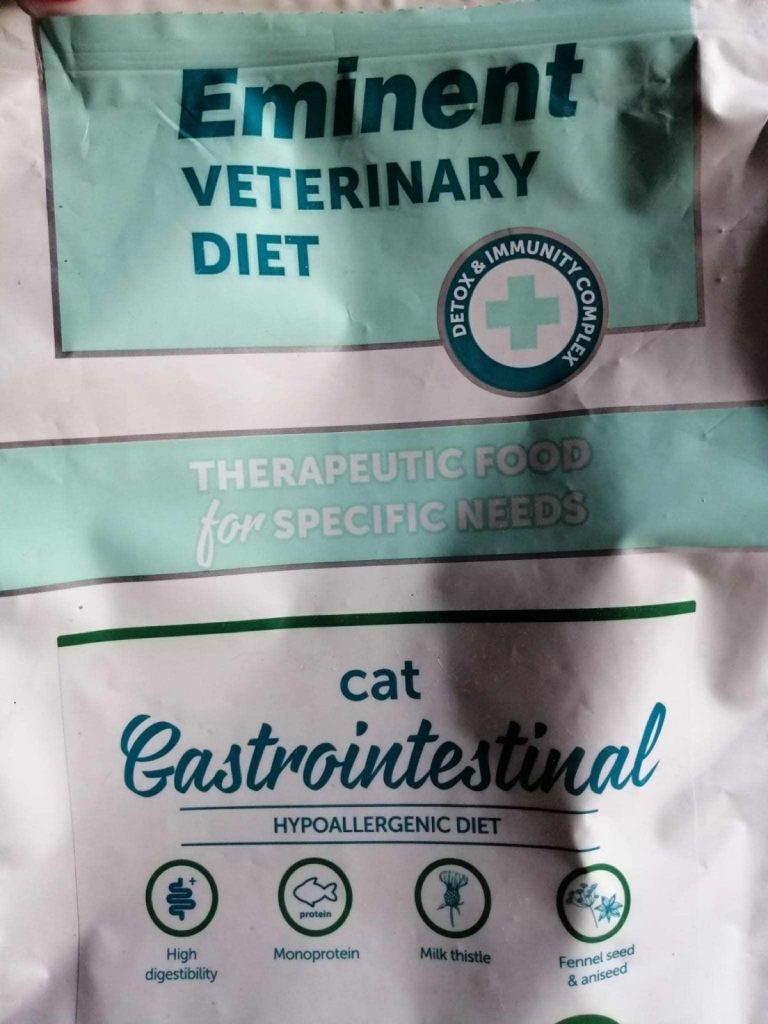 Eminent
VETERINARY
DIET
DETOX & IMMUNITY COMPLEX
THERAPEUTIC FOOD
for SPECIFIC NEEDS
cat
Gastrointestinal
HYPOALLERGENIC DIET
protein
High
digestibility
Monoprotein
Milk thistle
Fennel seed
& aniseed